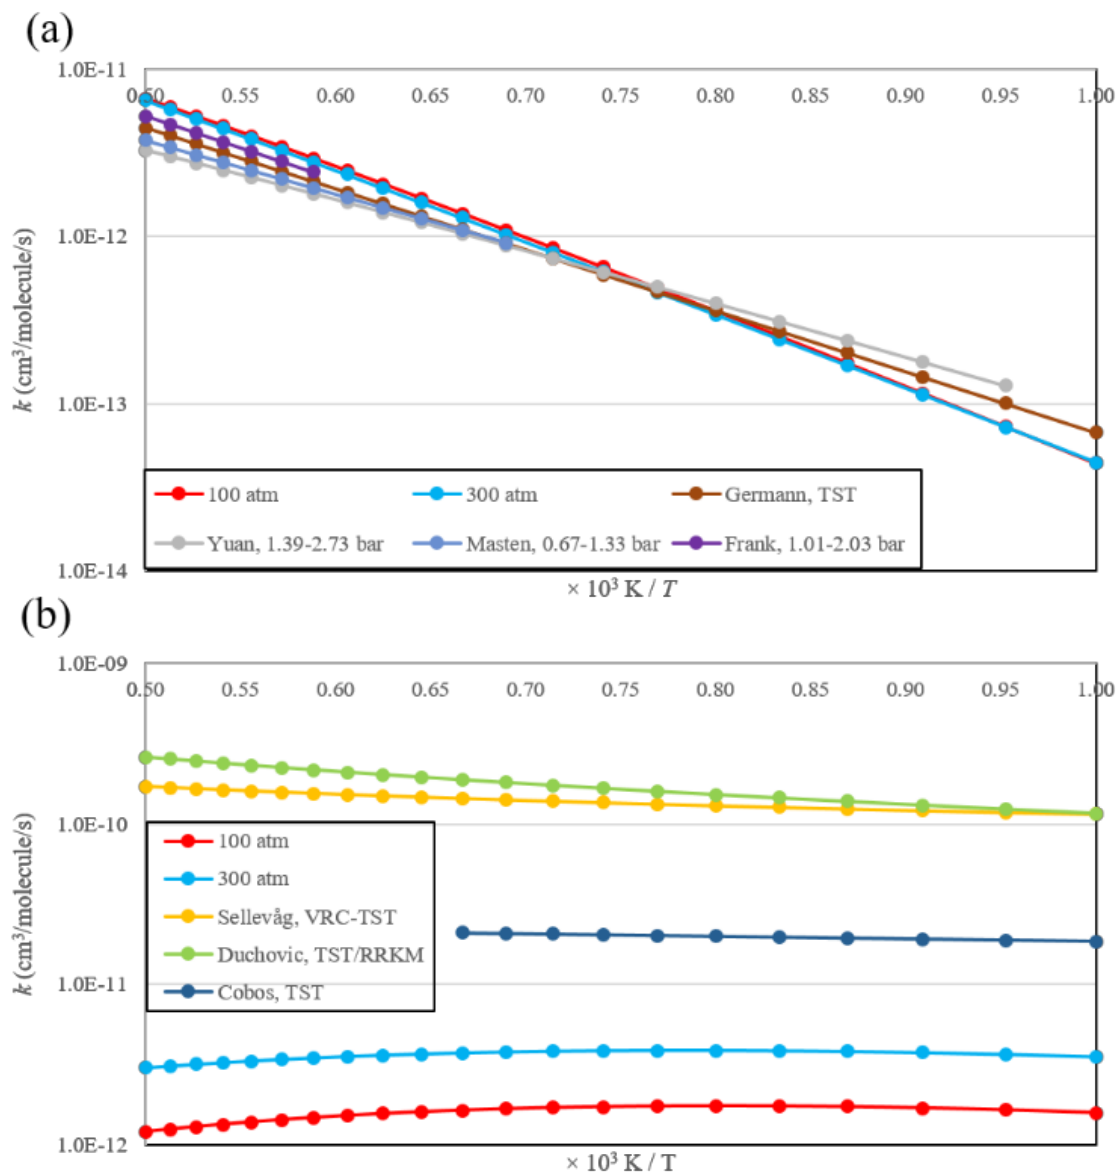 (a)
1.0E-11
0.50 0.55 0.60 0.65 0.70 0.75 0.80 0.85 0.90 0.95 1.00
1.0E-12
k (cm³/molecule/s)
1.0E-13
100 atm 300 atm Germann, TST
Yuan, 1.39-2.73 bar Masten, 0.67-1.33 bar Frank, 1.01-2.03 bar
1.0E-14
× 10³ K / T
(b)
1.0E-09
0.50 0.55 0.60 0.65 0.70 0.75 0.80 0.85 0.90 0.95 1.00
1.0E-10
k (cm³/molecule/s)
100 atm
300 atm
Sellevåg, VRC-TST
Duchovic, TST/RRKM
1.0E-11
Cobos, TST
1.0E-12
× 10³ K / T